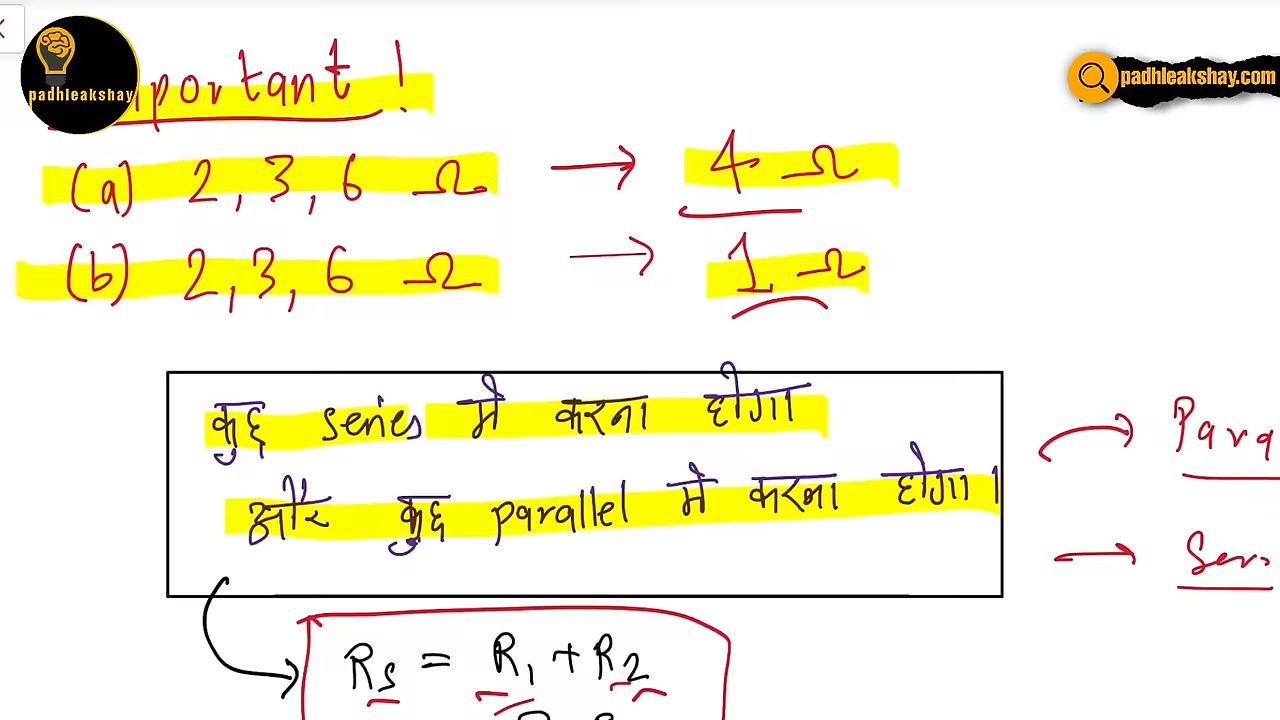 padhleakshay
mportant !
padhleakshay.com
(a) 2, 3, 6 Ω → 4 Ω
(b) 2, 3, 6 Ω → 1 Ω
कुछ series में करना होगा
और कुछ parallel में करना होगा।
→ Para
→ Ser
Rs = R₁ + R₂